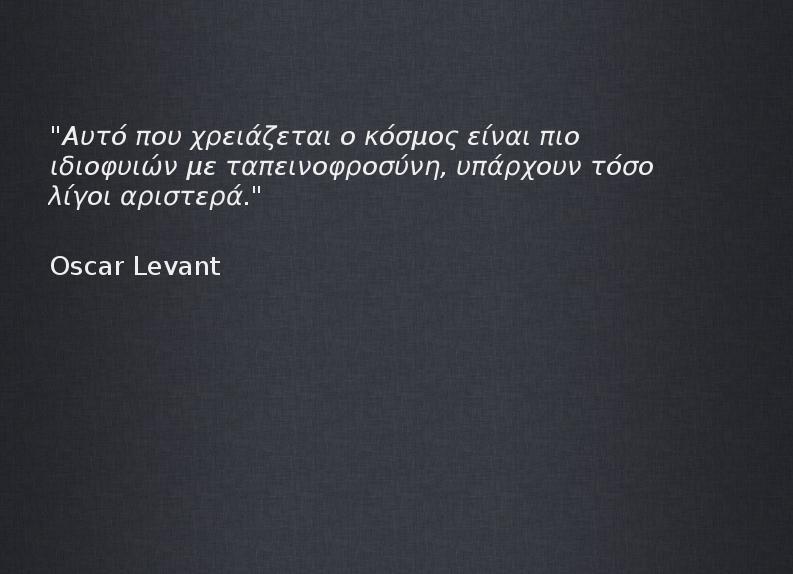 "Αυτό που χρειάζεται ο κόσμος είναι πιο
ιδιοφυιών με ταπεινοφροσύνη, υπάρχουν τόσο
λίγοι αριστερά."
Oscar Levant